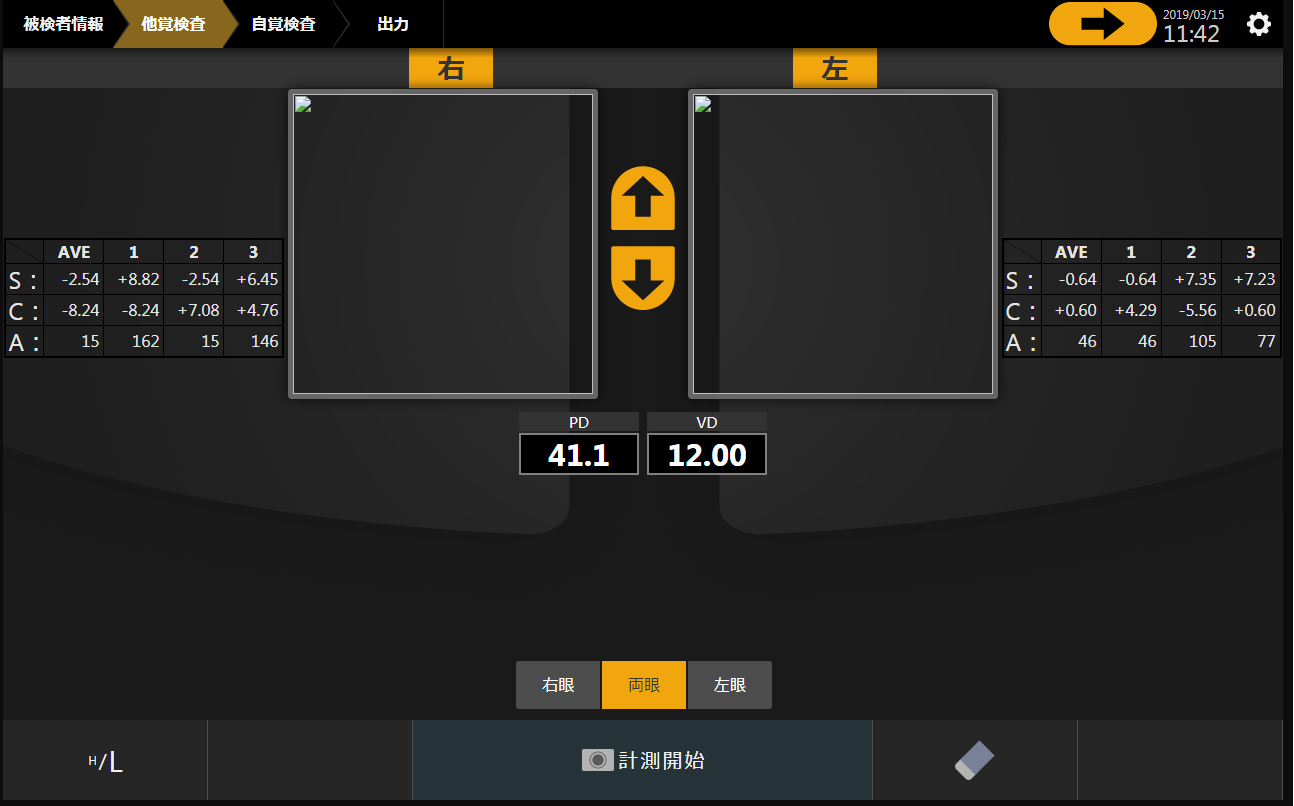 被検者情報 他覚検査 自覚検査 出力 2019/03/15
11:42
右 左
AVE 1 2 3
S： -2.54 +8.82 -2.54 +6.45
C： -8.24 -8.24 +7.08 +4.76
A： 15 162 15 146
AVE 1 2 3
S： -0.64 -0.64 +7.35 +7.23
C： +0.60 +4.29 -5.56 +0.60
A： 46 46 105 77
PD VD
41.1 12.00
右眼 両眼 左眼
H/L 計測開始